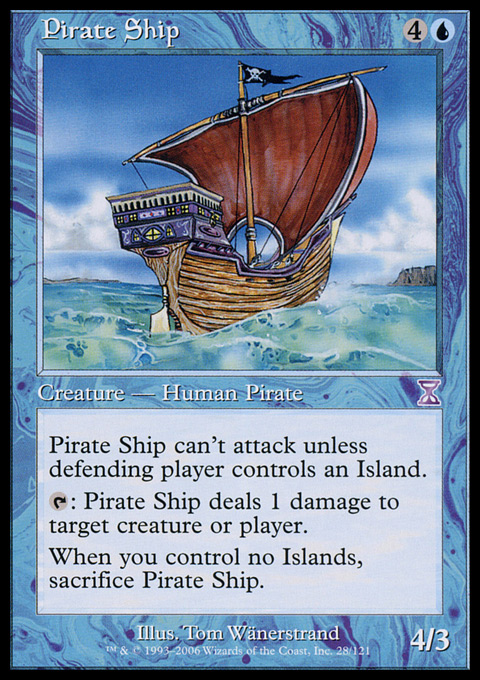 Pirate Ship 4
Creature — Human Pirate
Pirate Ship can't attack unless
defending player controls an Island.
: Pirate Ship deals 1 damage to
target creature or player.
When you control no Islands,
sacrifice Pirate Ship.
Illus. Tom Wänerstrand
4/3
™ & © 1993–2006 Wizards of the Coast, Inc. 28/121